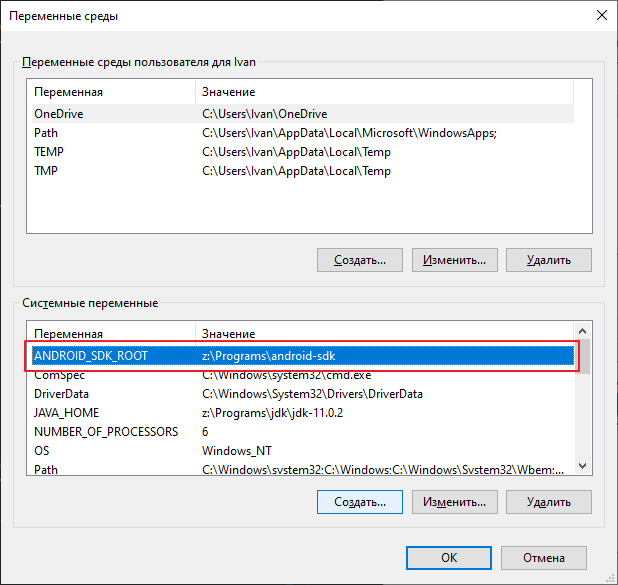 Переменные среды
Переменные среды пользователя для Ivan
Переменная Значение
OneDrive C:\Users\Ivan\OneDrive
Path C:\Users\Ivan\AppData\Local\Microsoft\WindowsApps;
TEMP C:\Users\Ivan\AppData\Local\Temp
TMP C:\Users\Ivan\AppData\Local\Temp
Создать... Изменить... Удалить
Системные переменные
Переменная Значение
ANDROID_SDK_ROOT z:\Programs\android-sdk
ComSpec C:\Windows\system32\cmd.exe
DriverData C:\Windows\System32\Drivers\DriverData
JAVA_HOME z:\Programs\jdk\jdk-11.0.2
NUMBER_OF_PROCESSORS 6
OS Windows_NT
Path C:\Windows\system32;C:\Windows;C:\Windows\System32\Wbem;...
Создать... Изменить... Удалить
ОК Отмена